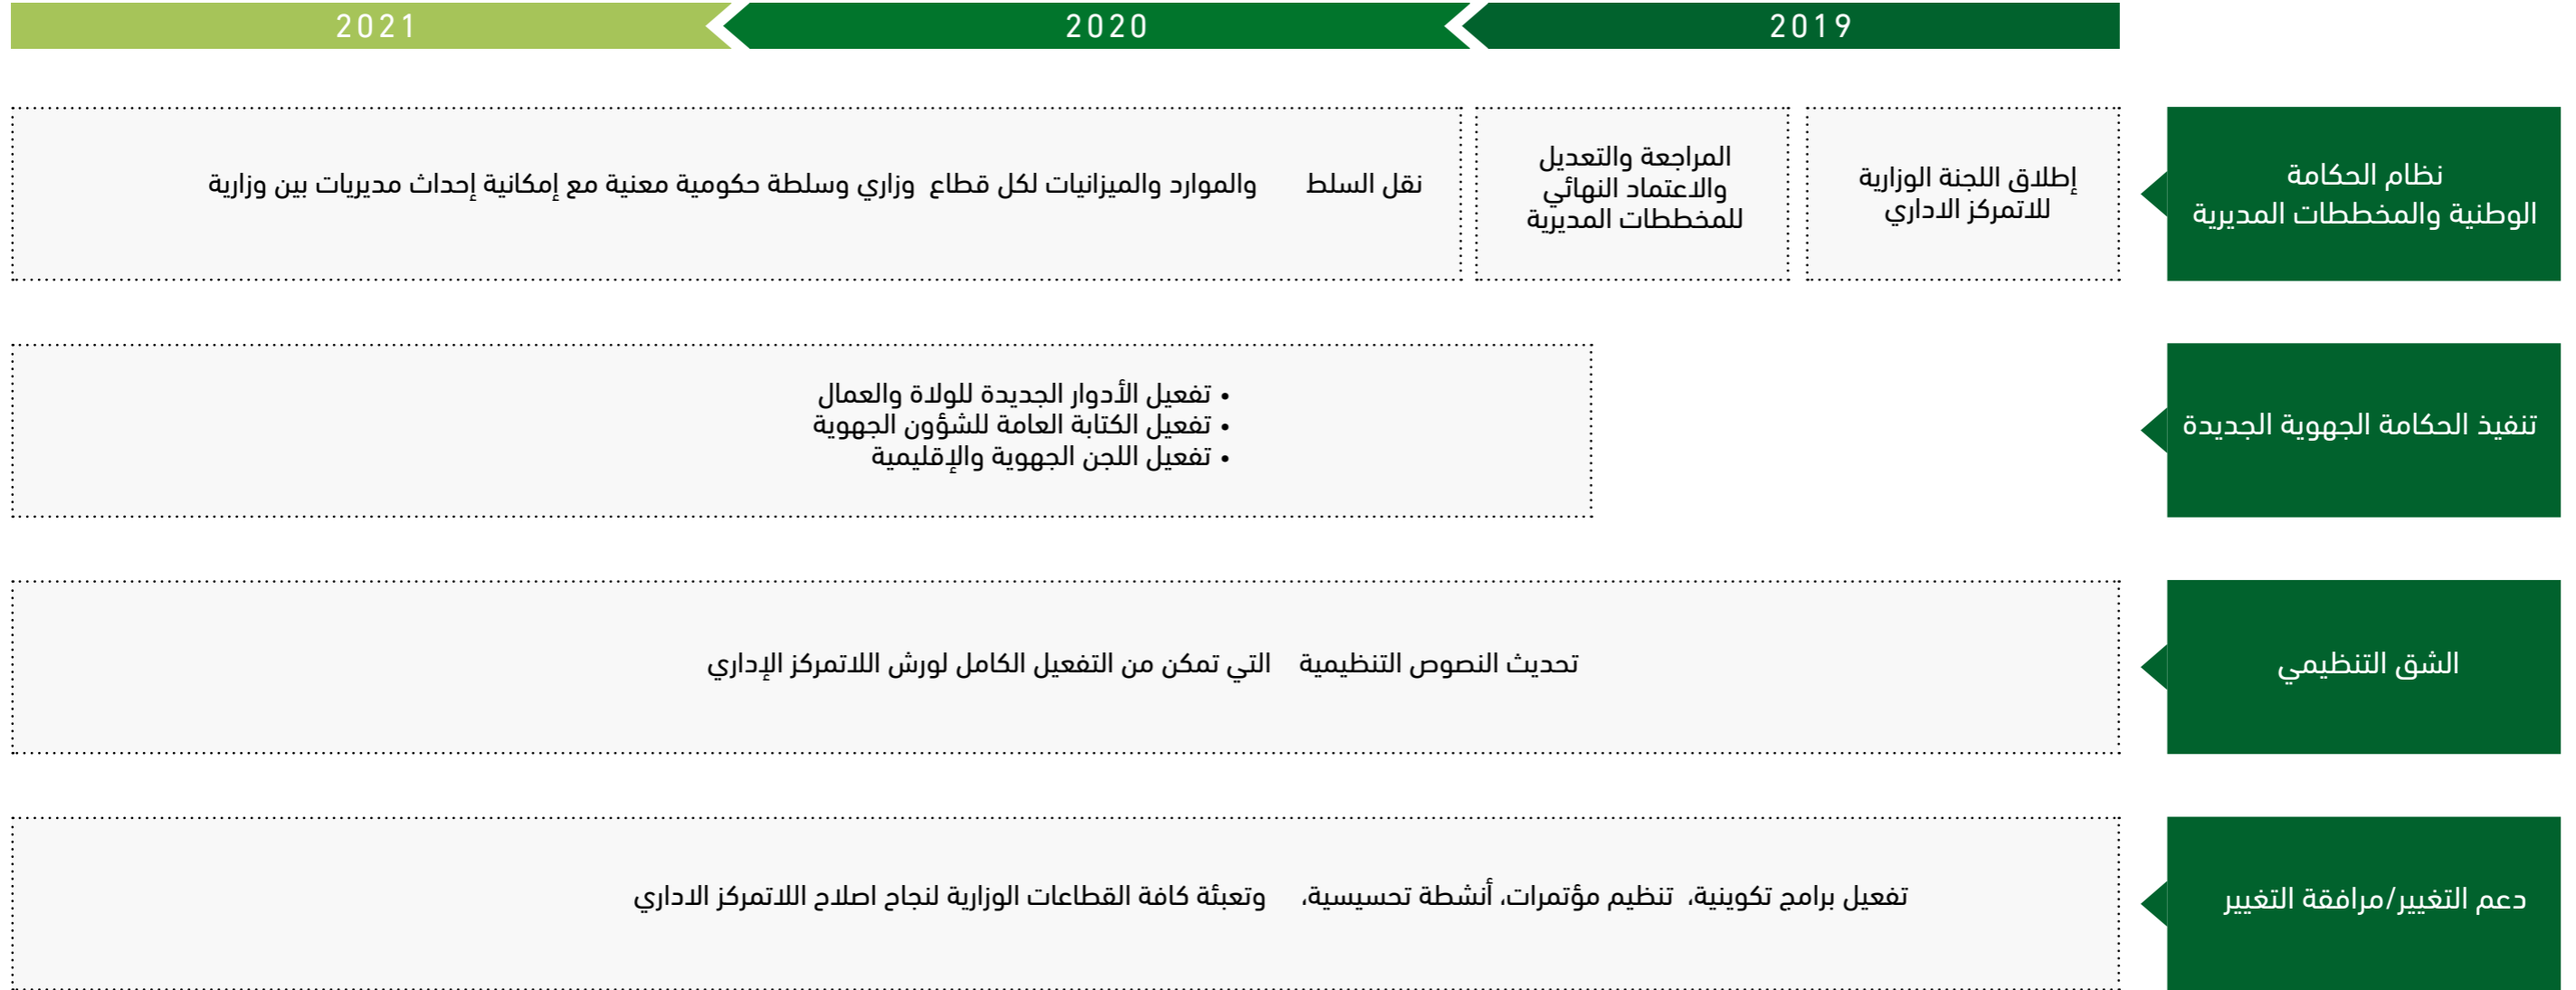 2019
2020
2021
نظام الحكامة
الوطنية والمخططات المديرية
إطلاق اللجنة الوزارية
للاتمركز الاداري
المراجعة والتعديل
والاعتماد النهائي
للمخططات المديرية
نقل السلط والموارد والميزانيات لكل قطاع وزاري وسلطة حكومية معنية مع إمكانية إحداث مديريات بين وزارية
تنفيذ الحكامة الجهوية الجديدة
• تفعيل الأدوار الجديدة للولاة والعمال
• تفعيل الكتابة العامة للشؤون الجهوية
• تفعيل اللجن الجهوية والإقليمية
الشق التنظيمي
تحديث النصوص التنظيمية التي تمكن من التفعيل الكامل لورش اللاتمركز الإداري
دعم التغيير/مرافقة التغيير
تفعيل برامج تكوينية، تنظيم مؤتمرات، أنشطة تحسيسية، وتعبئة كافة القطاعات الوزارية لنجاح اصلاح اللاتمركز الاداري